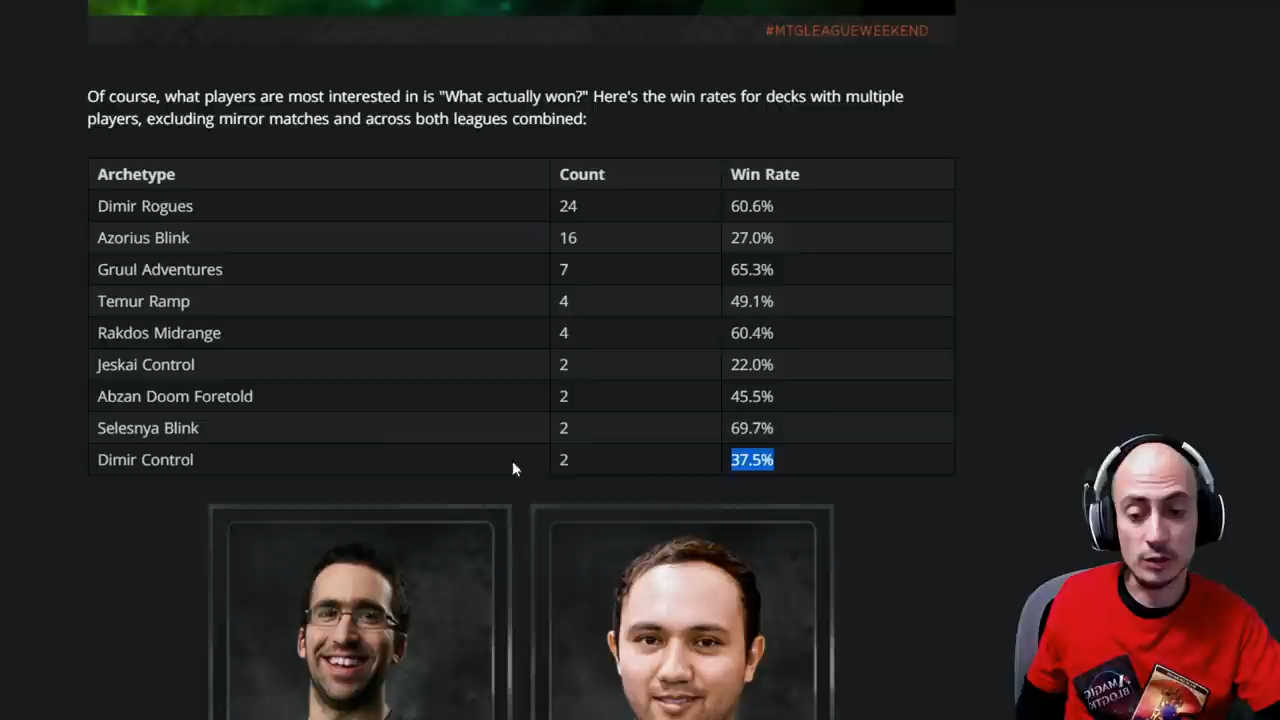 #MTGLEAGUEWEEKEND
Of course, what players are most interested in is "What actually won?" Here's the win rates for decks with multiple
players, excluding mirror matches and across both leagues combined:
Archetype Count Win Rate
Dimir Rogues 24 60.6%
Azorius Blink 16 27.0%
Gruul Adventures 7 65.3%
Temur Ramp 4 49.1%
Rakdos Midrange 4 60.4%
Jeskai Control 2 22.0%
Abzan Doom Foretold 2 45.5%
Selesnya Blink 2 69.7%
Dimir Control 2 37.5%
MAGIC
BLOGTK